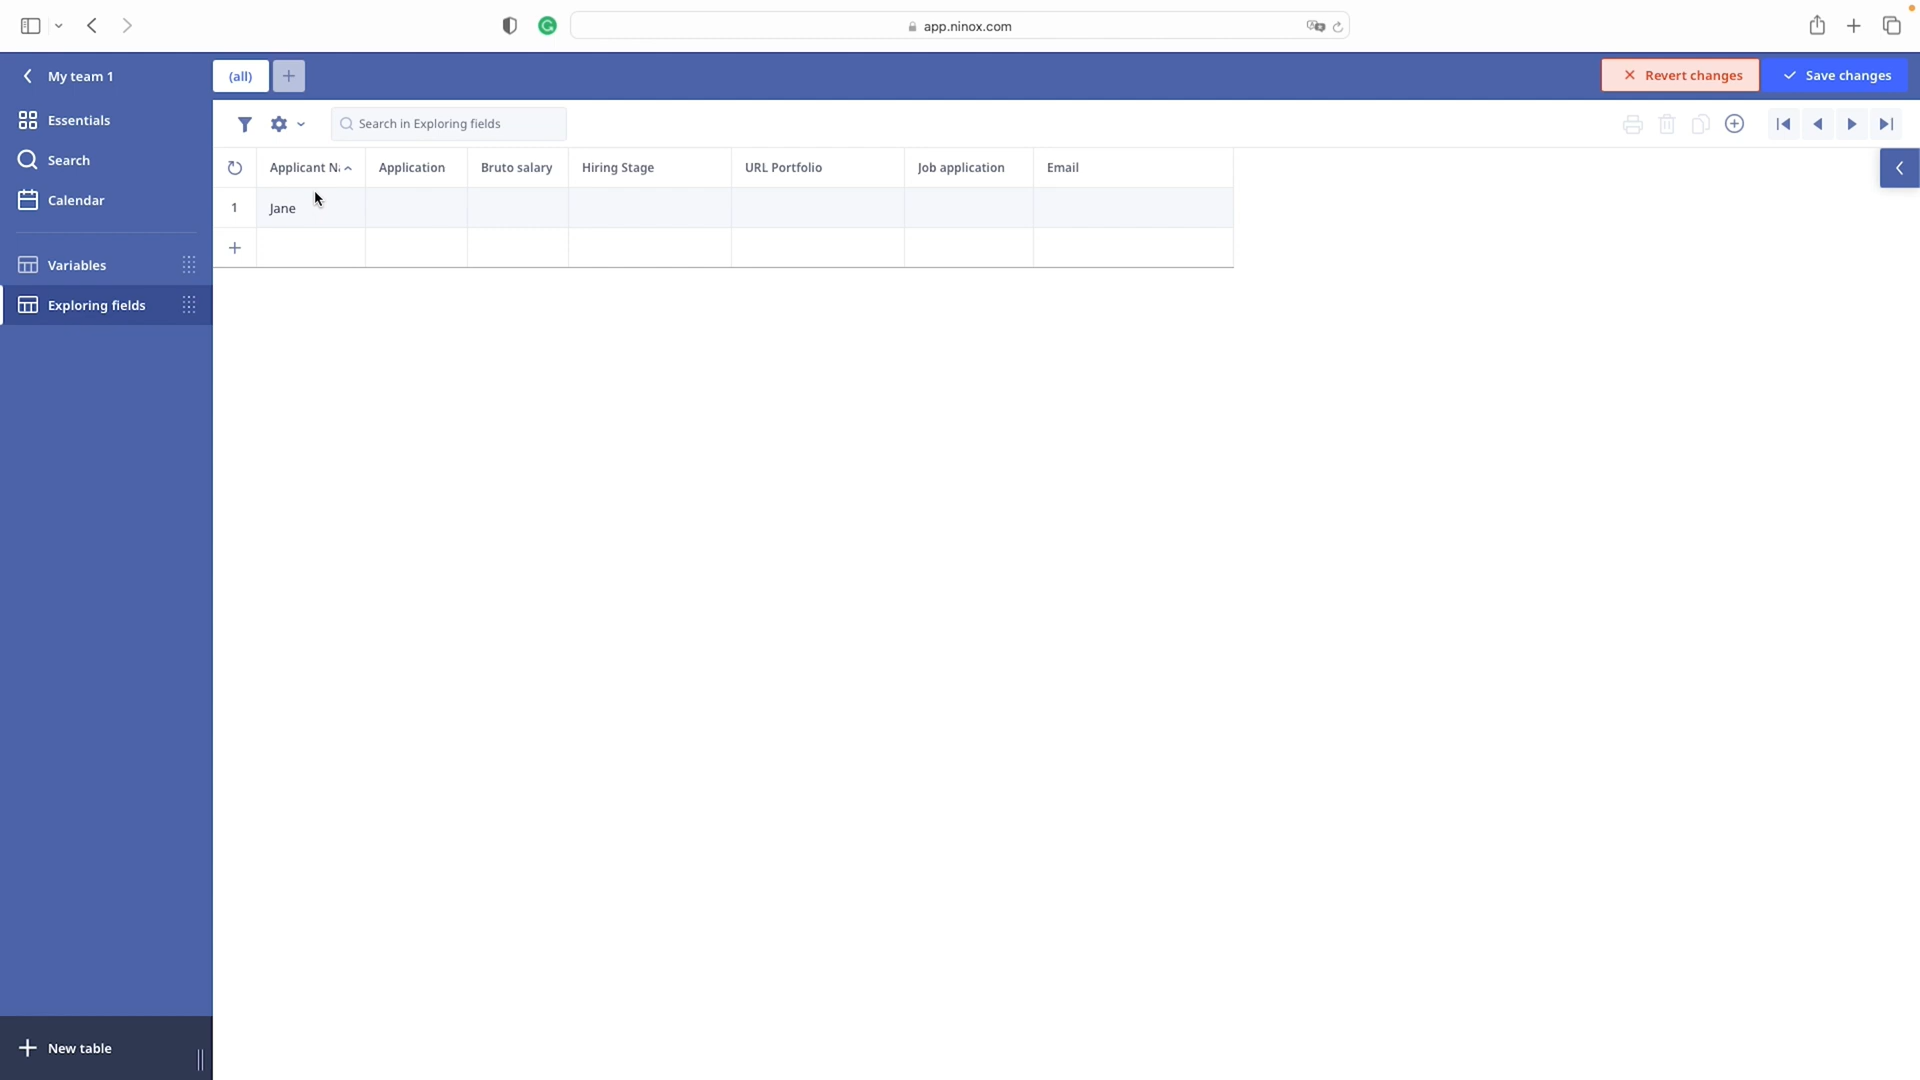 app.ninox.com
My team 1
(all)
Revert changes
Save changes
Essentials
Search
Calendar
Variables
Exploring fields
New table
Search in Exploring fields
Applicant Na
Application
Bruto salary
Hiring Stage
URL Portfolio
Job application
Email
1
Jane